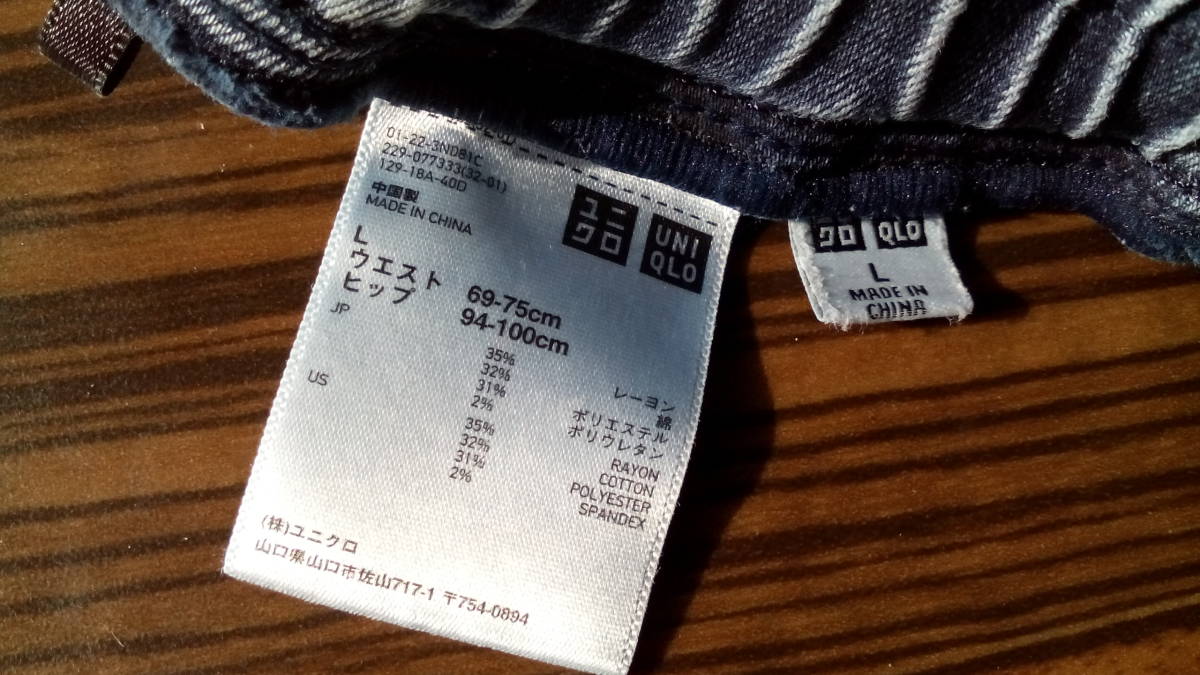 01-22-3ND81C
229-077333(32-01)
129-18A-40D
中国製
MADE IN CHINA
ユニ
クロ
UNI
QLO
L
ウエスト 69-75cm
ヒップ 94-100cm
JP
35% レーヨン
32% 綿
31% ポリエステル
2% ポリウレタン
US
35% RAYON
32% COTTON
31% POLYESTER
2% SPANDEX
(株)ユニクロ
山口県山口市佐山717-1 〒754-0894
クロ QLO
L
MADE IN
CHINA